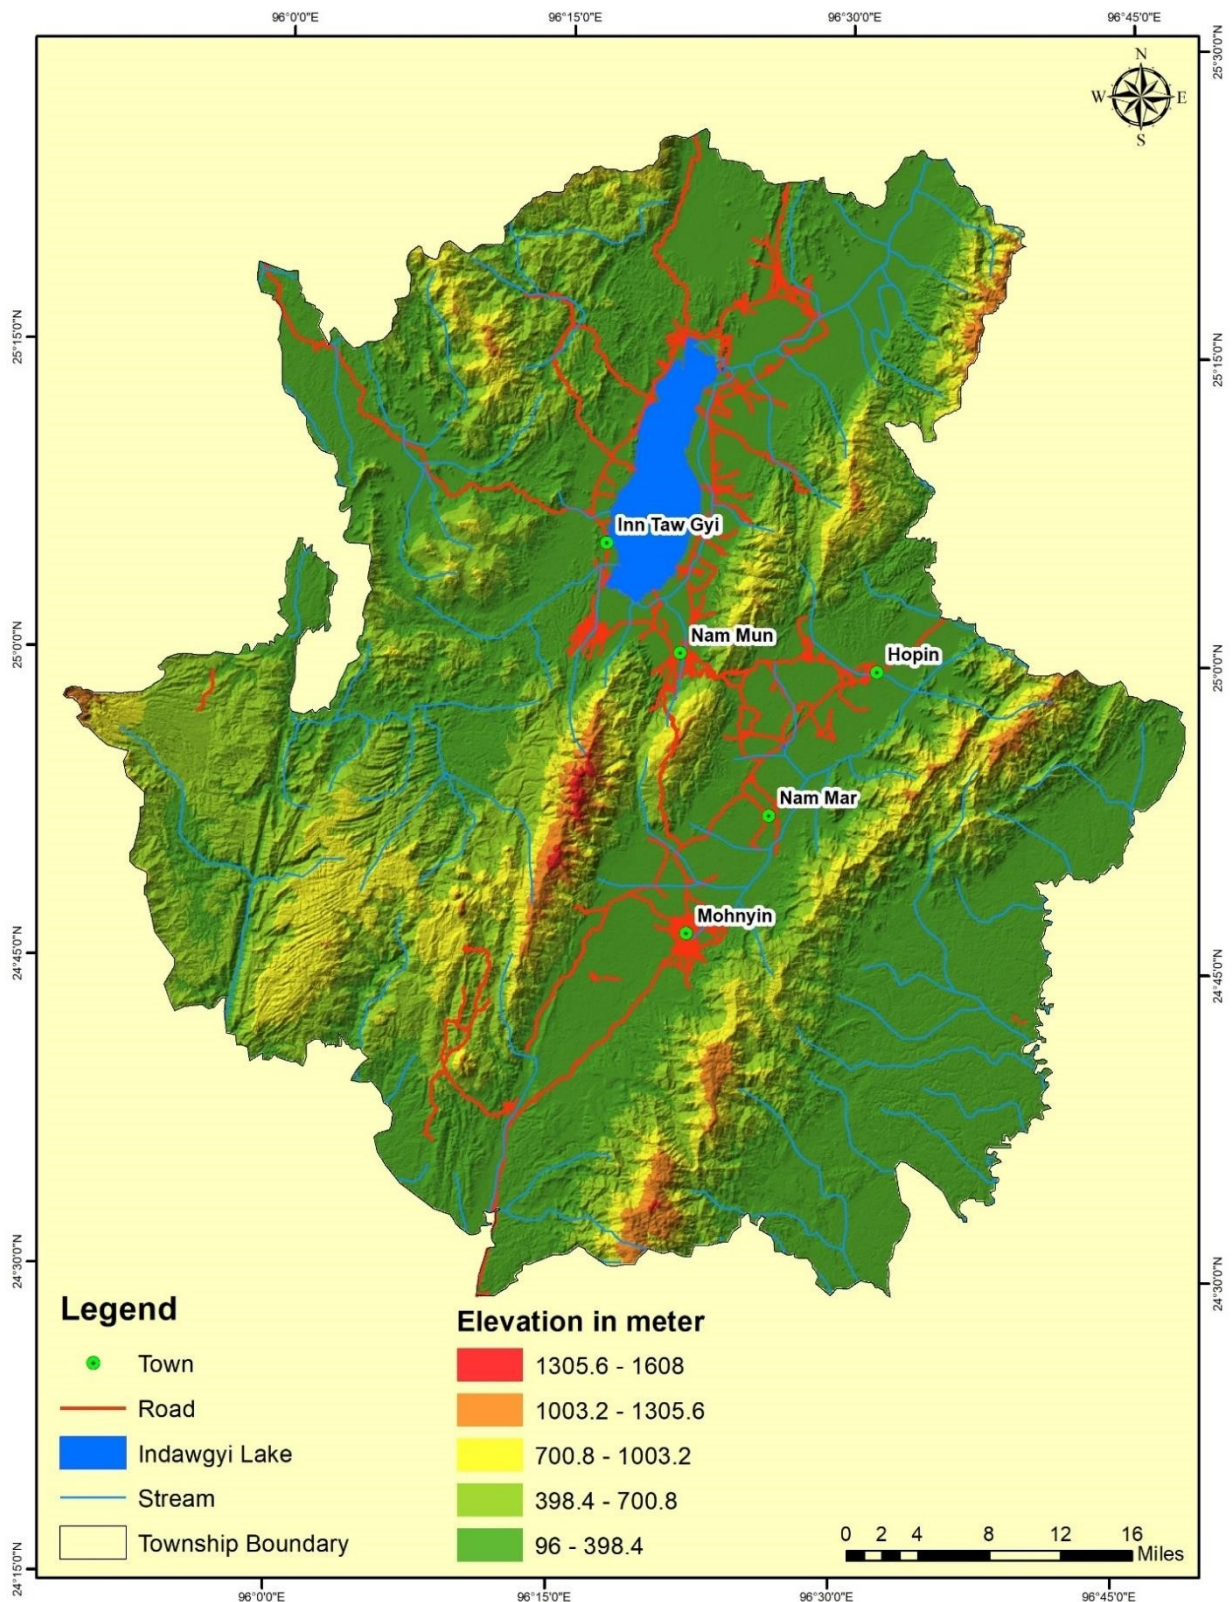 96°0'0"E 96°15'0"E 96°30'0"E 96°45'0"E
25°30'0"N
N
W E
S
25°15'0"N
25°15'0"N
Inn Taw Gyi
Nam Mun
Hopin
25°0'0"N
25°0'0"N
Nam Mar
Mohnyin
24°45'0"N
24°45'0"N
24°30'0"N
24°30'0"N
Legend
Town
Road
Indawgyi Lake
Stream
Township Boundary
Elevation in meter
1305.6 - 1608
1003.2 - 1305.6
700.8 - 1003.2
398.4 - 700.8
96 - 398.4
0 2 4 8 12 16
Miles
24°15'0"N
96°0'0"E 96°15'0"E 96°30'0"E 96°45'0"E